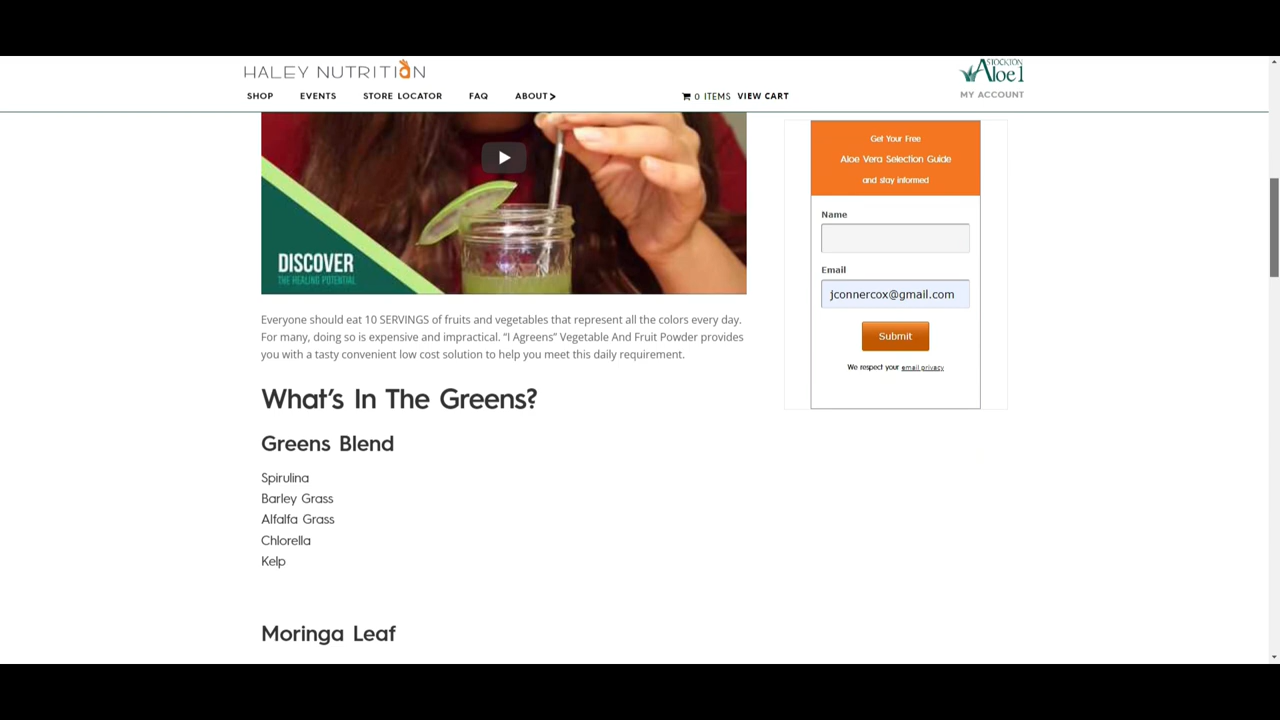 HALEY NUTRITION
STOCKTON
Aloe1
SHOP EVENTS STORE LOCATOR FAQ ABOUT> 0 ITEMS VIEW CART MY ACCOUNT
DISCOVER
THE HEALING POTENTIAL
Get Your Free
Aloe Vera Selection Guide
and stay informed
Name
Email
jconnercox@gmail.com
Submit
We respect your email privacy
Everyone should eat 10 SERVINGS of fruits and vegetables that represent all the colors every day.
For many, doing so is expensive and impractical. “I Agreens” Vegetable And Fruit Powder provides
you with a tasty convenient low cost solution to help you meet this daily requirement.
What’s In The Greens?
Greens Blend
Spirulina
Barley Grass
Alfalfa Grass
Chlorella
Kelp
Moringa Leaf